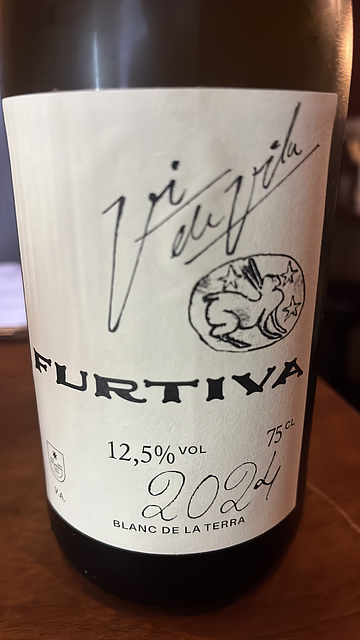 Vi de Vila
FURTIVA
12,5% VOL
75 CL
2024
BLANC DE LA TERRA